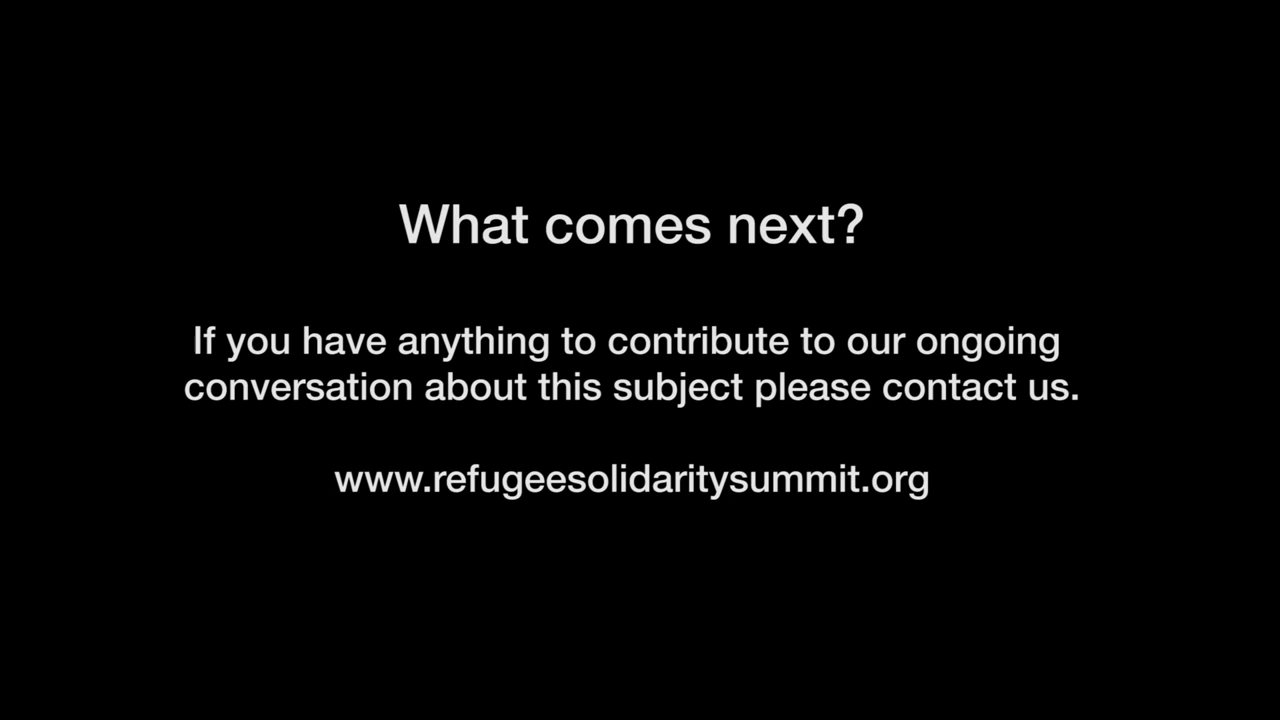 What comes next?
If you have anything to contribute to our ongoing
conversation about this subject please contact us.
www.refugeesolidaritysummit.org